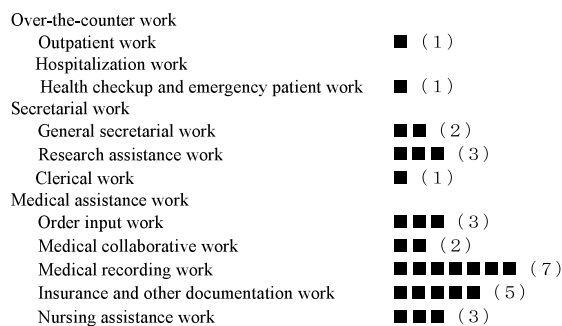 Over-the-counter work
Outpatient work ■ （1）
Hospitalization work
Health checkup and emergency patient work ■ （1）
Secretarial work
General secretarial work ■■ （2）
Research assistance work ■■■ （3）
Clerical work ■ （1）
Medical assistance work
Order input work ■■■ （3）
Medical collaborative work ■■ （2）
Medical recording work ■■■■■■■ （7）
Insurance and other documentation work ■■■■■ （5）
Nursing assistance work ■■■ （3）